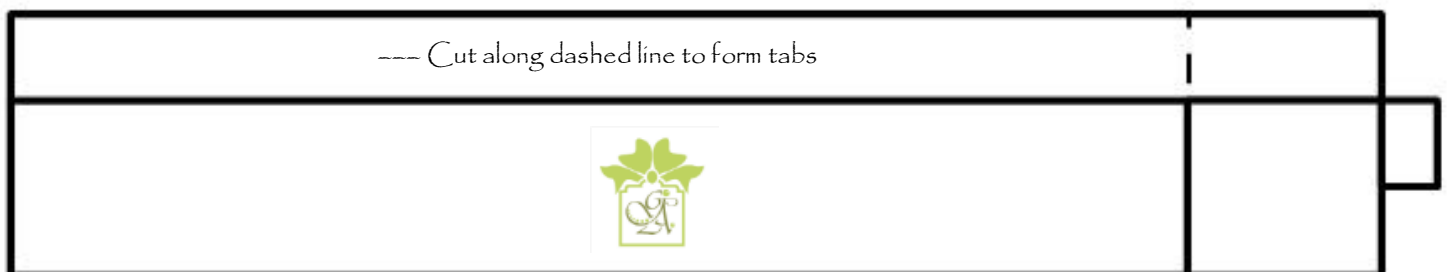 --- Cut along dashed line to form tabs